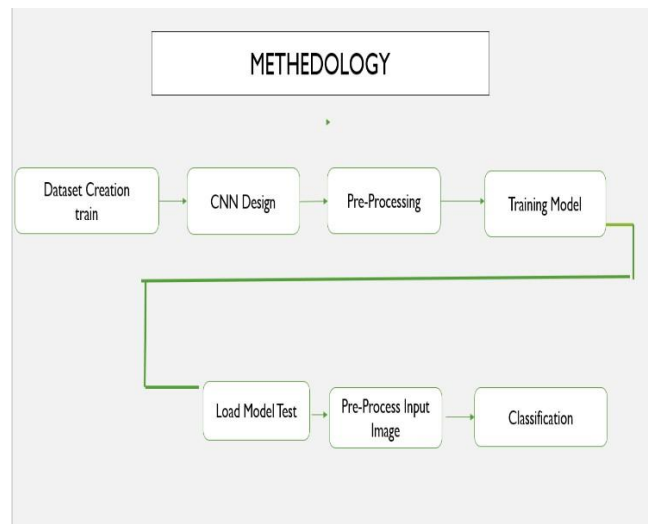 METHEDOLOGY
Dataset Creation
train
CNN Design
Pre-Processing
Training Model
Load Model Test
Pre-Process Input
Image
Classification